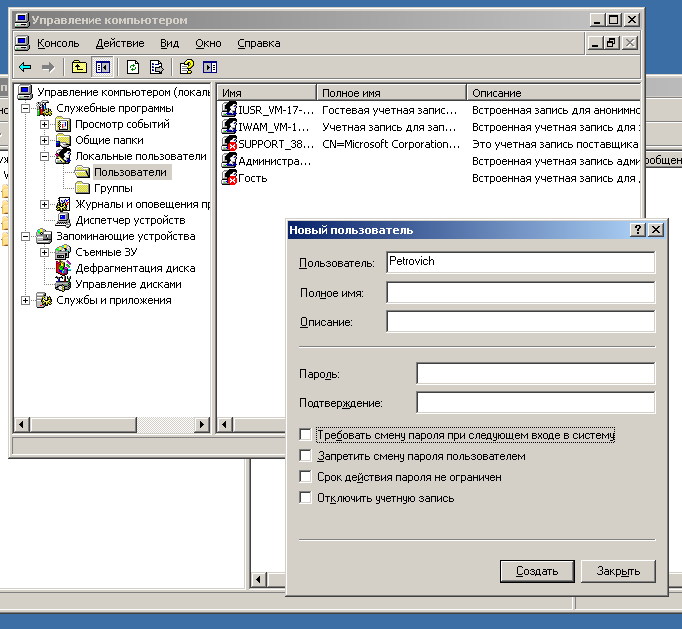 Управление компьютером
Консоль Действие Вид Окно Справка
Управление компьютером (локаль
Служебные программы
Просмотр событий
Общие папки
Локальные пользователи
Пользователи
Группы
Журналы и оповещения пр
Диспетчер устройств
Запоминающие устройства
Съемные ЗУ
Дефрагментация диска
Управление дисками
Службы и приложения
Имя Полное имя Описание
IUSR_VM-17-... Гостевая учетная запис... Встроенная запись для анонимно
IWAM_VM-1... Учетная запись для зап... Встроенная учетная запись для з
SUPPORT_38... CN=Microsoft Corporation... Это учетная запись поставщика
Администра... Встроенная учетная запись адми
Гость Встроенная учетная запись для д
ообщен
Новый пользователь
Пользователь: Petrovich
Полное имя:
Описание:
Пароль:
Подтверждение:
Требовать смену пароля при следующем входе в систему
Запретить смену пароля пользователем
Срок действия пароля не ограничен
Отключить учетную запись
Создать Закрыть